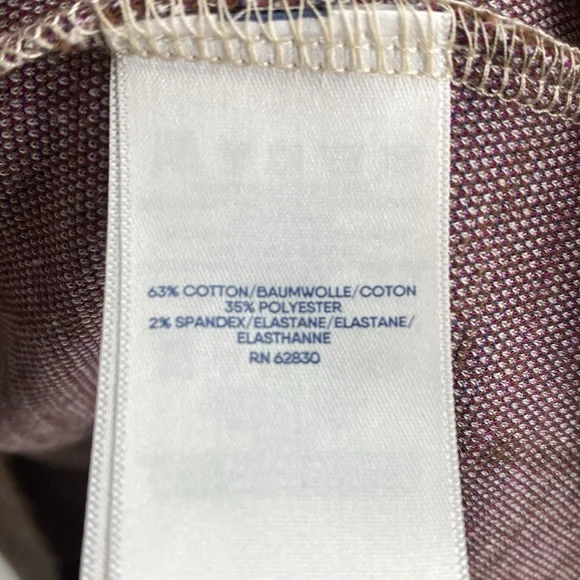 63% COTTON/BAUMWOLLE/COTON
35% POLYESTER
2% SPANDEX/ELASTANE/ELASTANE/
ELASTHANNE
RN 62830